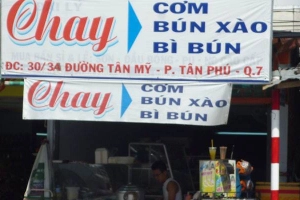 Chay
CƠM
BÚN XÀO
BÌ BÚN
ĐC: 30/34 ĐƯỜNG TÂN MỸ - P. TÂN PHÚ - Q.7
Chay
CƠM
BÚN XÀO
BÌ BÚN